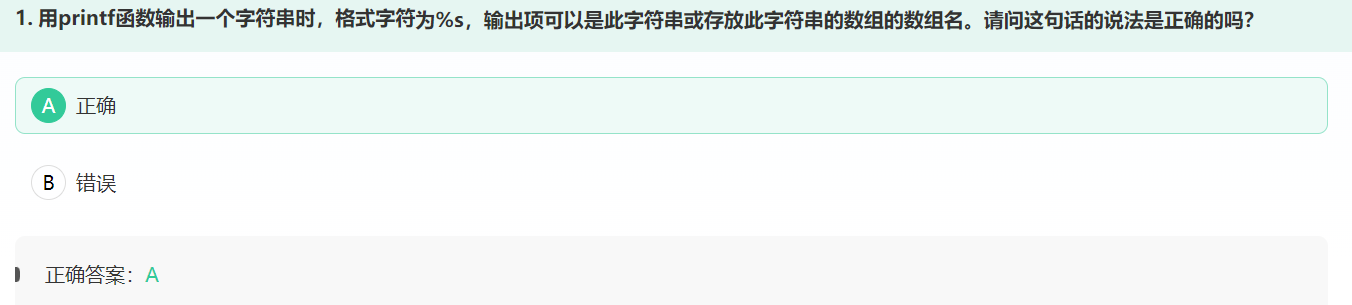 1. 用printf函数输出一个字符串时，格式字符为%s，输出项可以是此字符串或存放此字符串的数组的数组名。请问这句话的说法是正确的吗？
A 正确
B 错误
正确答案：A